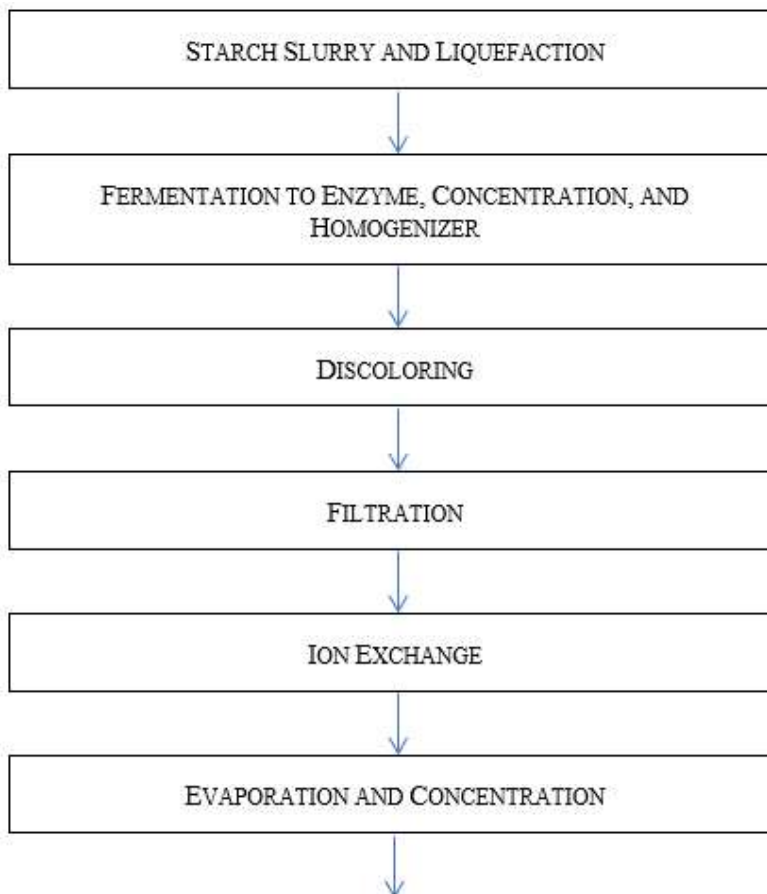 STARCH SLURRY AND LIQUEFACTION
FERMENTATION TO ENZYME, CONCENTRATION, AND
HOMOGENIZER
DISCOLORING
FILTRATION
ION EXCHANGE
EVAPORATION AND CONCENTRATION